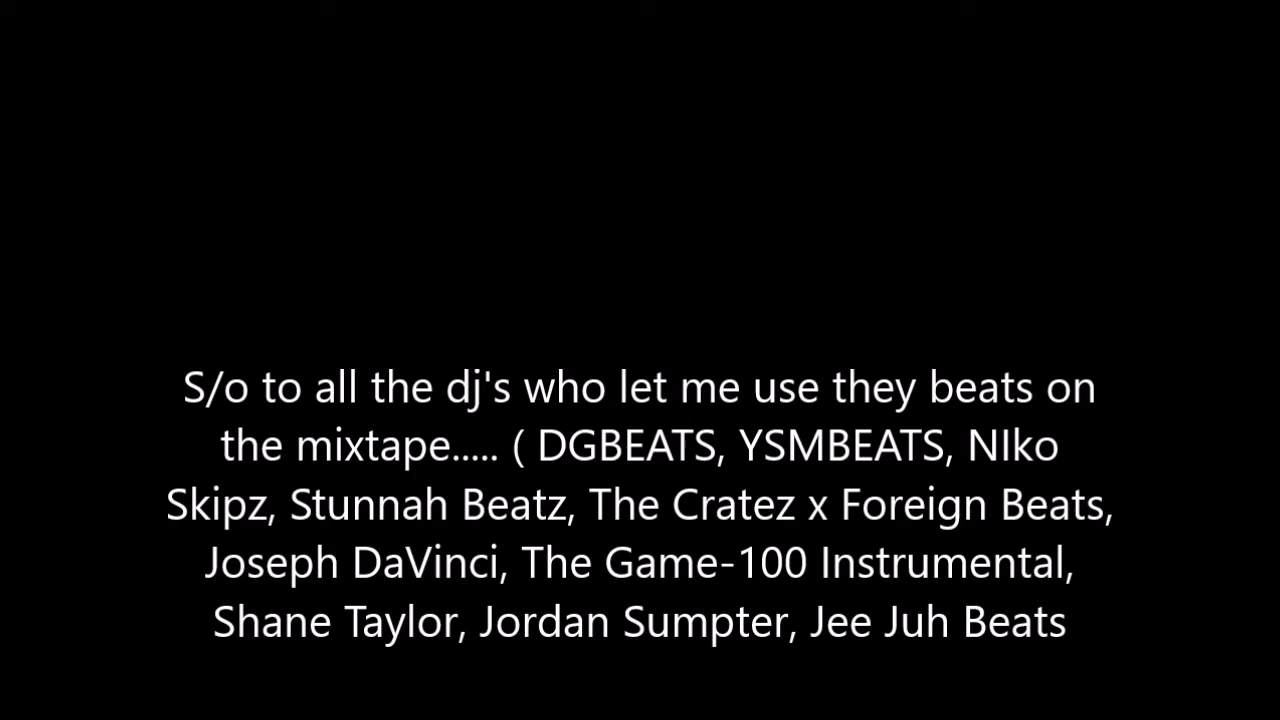 S/o to all the dj's who let me use they beats on
the mixtape..... ( DGBEATS, YSMBEATS, NIko
Skipz, Stunnah Beatz, The Cratez x Foreign Beats,
Joseph DaVinci, The Game-100 Instrumental,
Shane Taylor, Jordan Sumpter, Jee Juh Beats